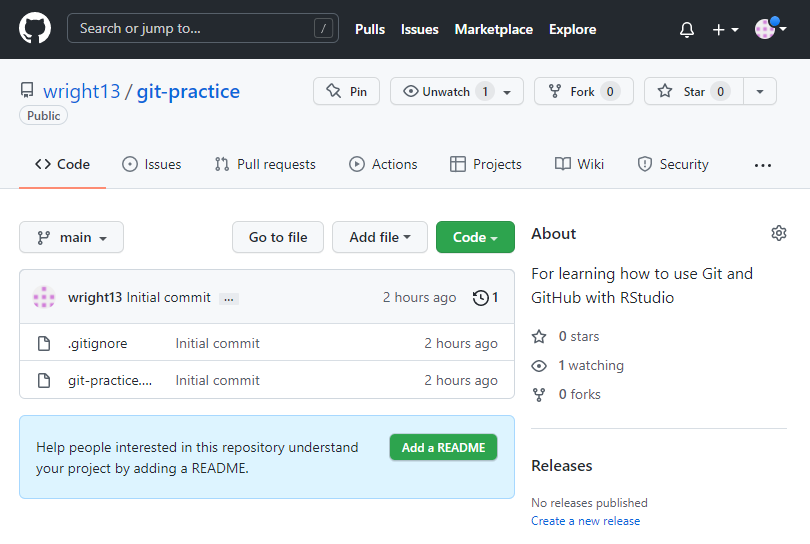 Search or jump to... /
Pulls Issues Marketplace Explore
wright13 / git-practice
Public
Pin
Unwatch 1
Fork 0
Star 0
Code
Issues
Pull requests
Actions
Projects
Wiki
Security
...
main
Go to file
Add file
Code
wright13 Initial commit ... 2 hours ago 1
.gitignore Initial commit 2 hours ago
git-practice.... Initial commit 2 hours ago
Help people interested in this repository understand
your project by adding a README.
Add a README
About
For learning how to use Git and
GitHub with RStudio
0 stars
1 watching
0 forks
Releases
No releases published
Create a new release